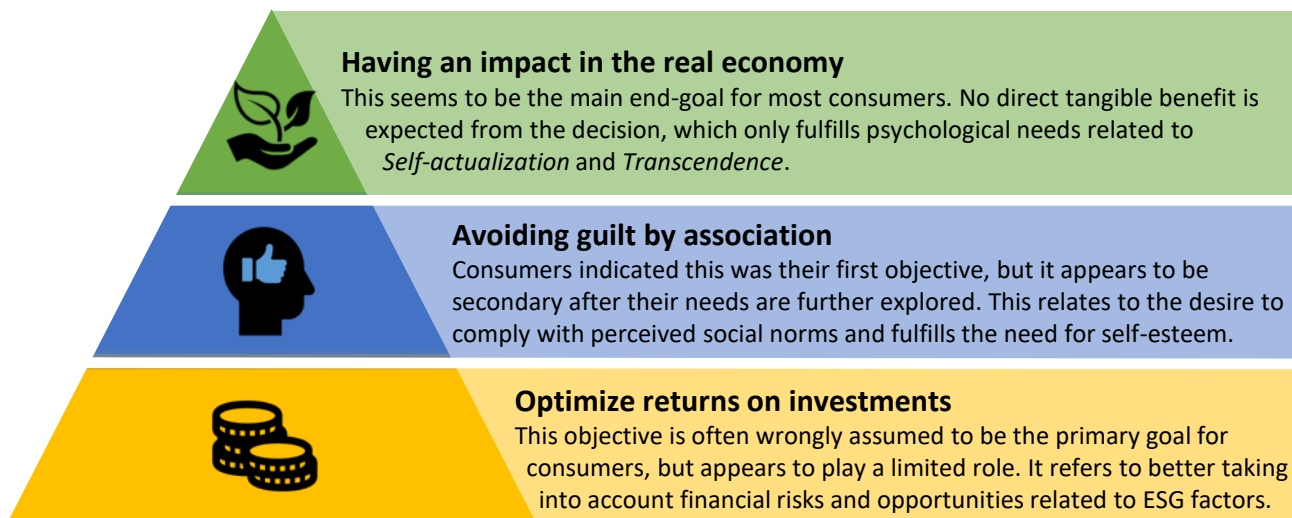 Having an impact in the real economy
This seems to be the main end-goal for most consumers. No direct tangible benefit is
expected from the decision, which only fulfills psychological needs related to
Self-actualization and Transcendence.
Avoiding guilt by association
Consumers indicated this was their first objective, but it appears to be
secondary after their needs are further explored. This relates to the desire to
comply with perceived social norms and fulfills the need for self-esteem.
Optimize returns on investments
This objective is often wrongly assumed to be the primary goal for
consumers, but appears to play a limited role. It refers to better taking
into account financial risks and opportunities related to ESG factors.